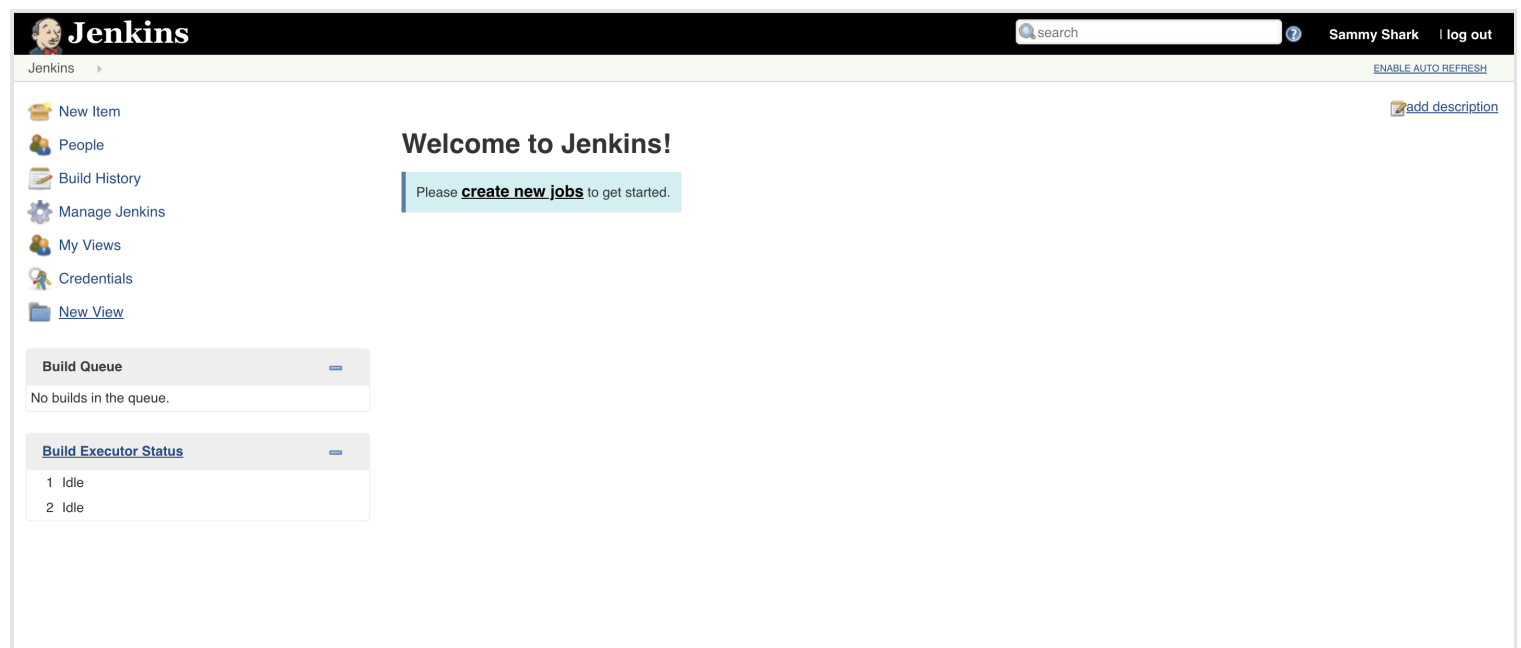 Jenkins
search
?
Sammy Shark | log out
Jenkins
ENABLE AUTO REFRESH
New Item
People
Build History
Manage Jenkins
My Views
Credentials
New View
add description
Welcome to Jenkins!
Please create new jobs to get started.
Build Queue
No builds in the queue.
Build Executor Status
1 Idle
2 Idle